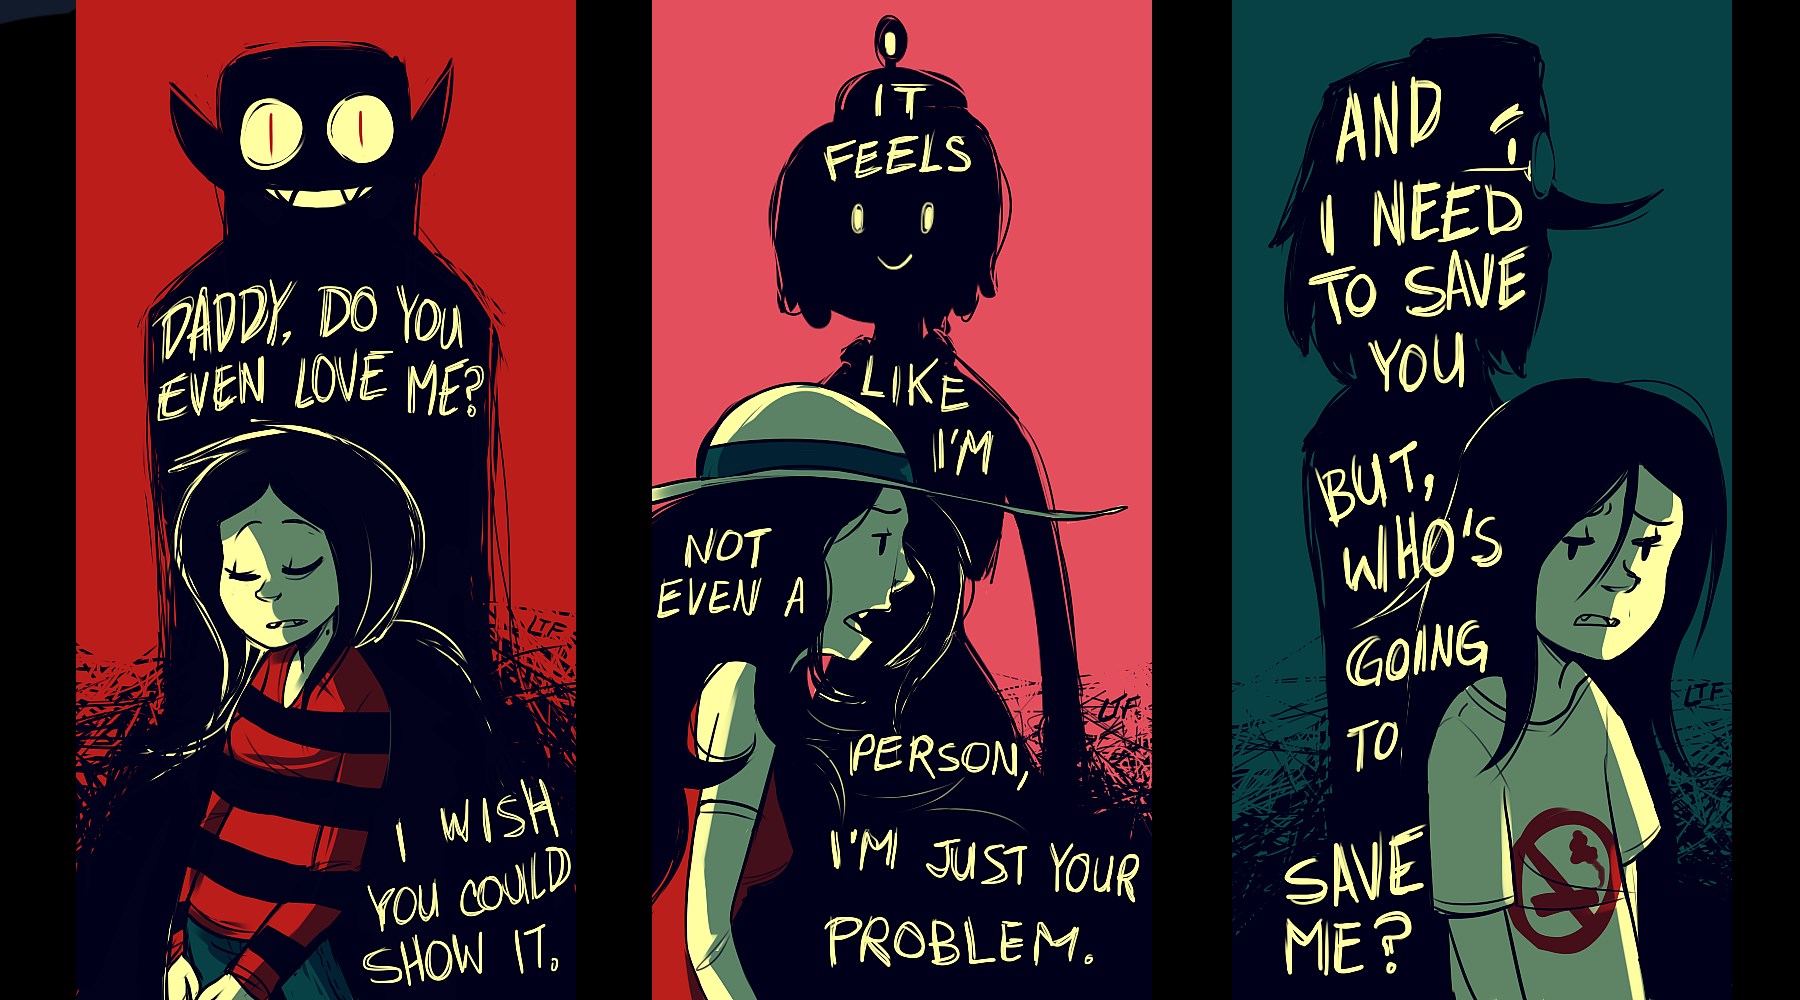 DADDY, DO YOU
EVEN LOVE ME?
I WISH
YOU COULD
SHOW IT.
LTF
IT
FEELS
LIKE
I'M
NOT
EVEN A
PERSON,
I'M JUST YOUR
PROBLEM.
LTF
AND
I NEED
TO SAVE
YOU
BUT,
WHO'S
GOING
TO
SAVE
ME?
LTF